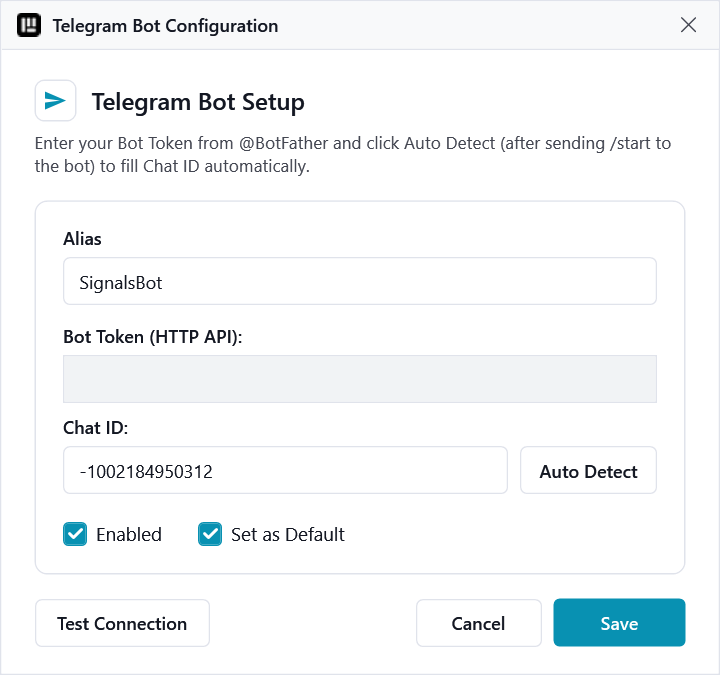 Telegram Bot Configuration
Telegram Bot Setup
Enter your Bot Token from @BotFather and click Auto Detect (after sending /start to
the bot) to fill Chat ID automatically.
Alias
SignalsBot
Bot Token (HTTP API):
Chat ID:
-1002184950312
Auto Detect
Enabled
Set as Default
Test Connection
Cancel
Save